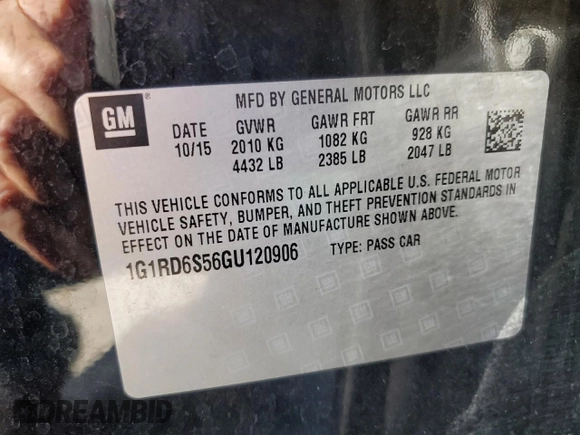 GM
®
MFD BY GENERAL MOTORS LLC
DATE GVWR GAWR FRT GAWR RR
10/15 2010 KG 1082 KG 928 KG
4432 LB 2385 LB 2047 LB
THIS VEHICLE CONFORMS TO ALL APPLICABLE U.S. FEDERAL MOTOR
VEHICLE SAFETY, BUMPER, AND THEFT PREVENTION STANDARDS IN
EFFECT ON THE DATE OF MANUFACTURE SHOWN ABOVE.
1G1RD6S56GU120906 TYPE: PASS CAR
DREAMBID